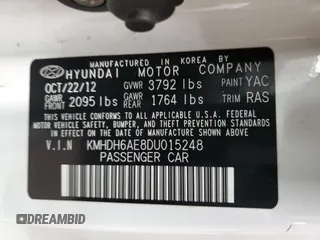 MANUFACTURED IN KOREA BY
HYUNDAI MOTOR COMPANY
OCT/22/12 GVWR 3792 lbs PAINT YAC
GAWR FRONT 2095 lbs GAWR REAR 1764 lbs TRIM RAS
THIS VEHICLE CONFORMS TO ALL APPLICABLE FEDERAL
MOTOR VEHICLE SAFETY, BUMPER, AND THEFT
PREVENTION STANDARDS IN EFFECT ON THE DATE OF
MANUFACTURE SHOWN ABOVE.
V.I.N KMHDH6AE8DU015248
PASSENGER CAR
DREAMBID